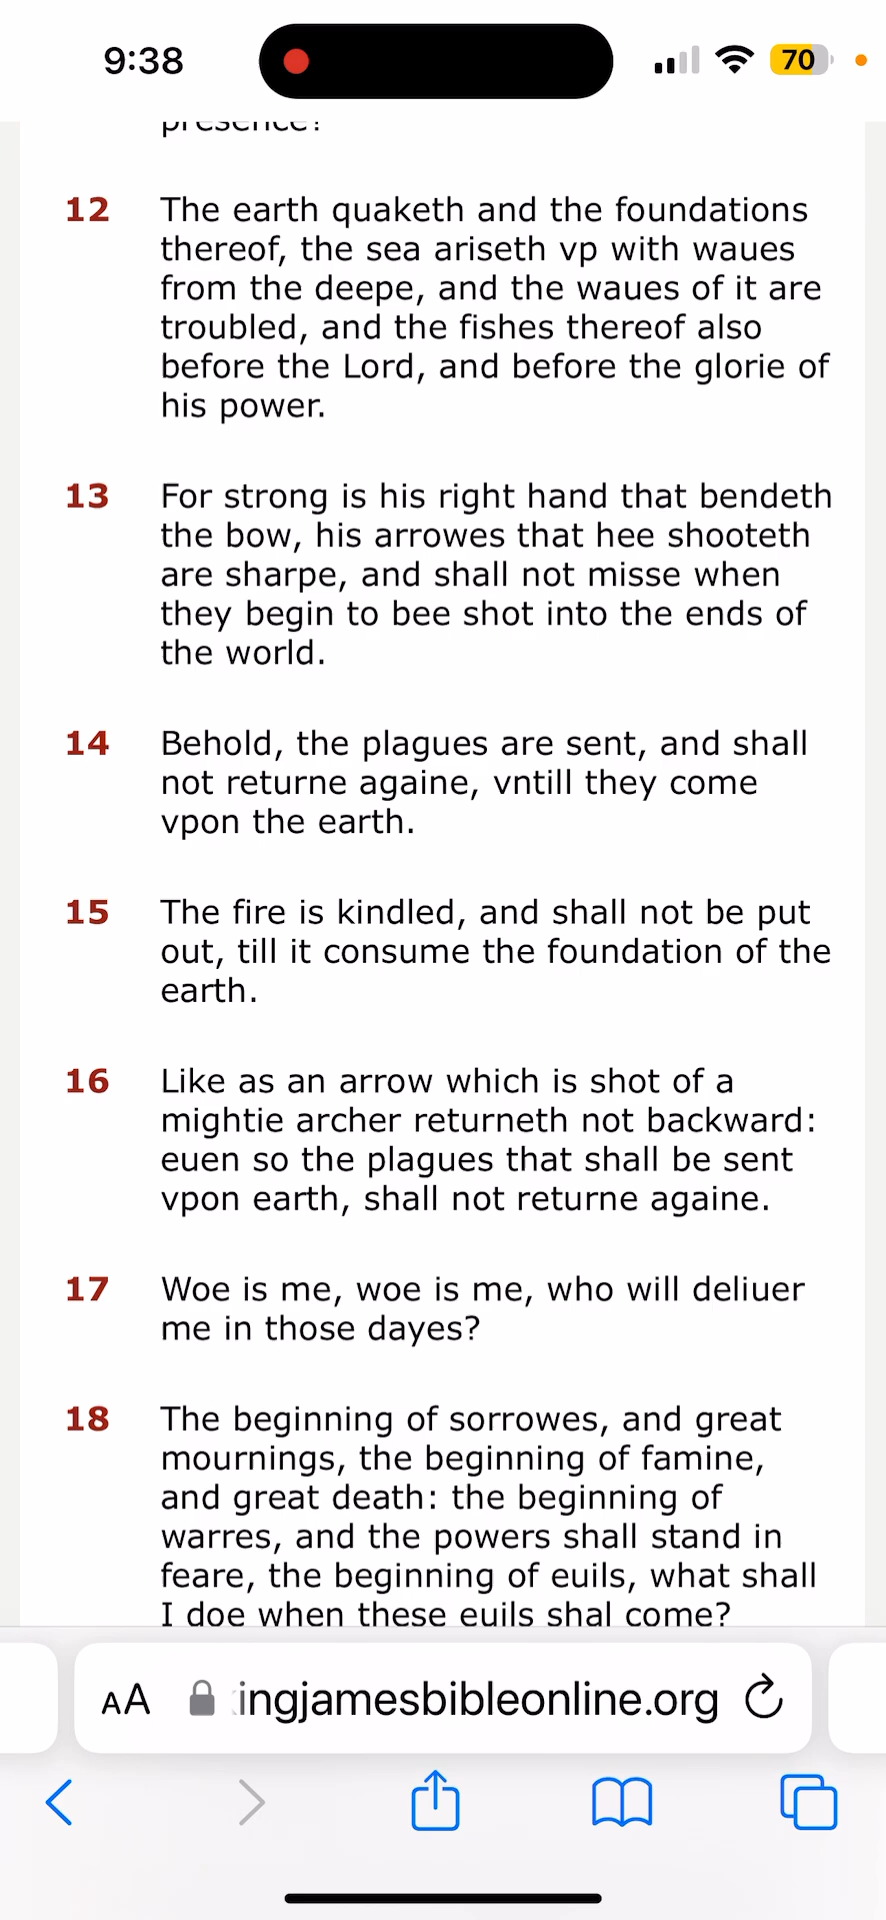 9:38
70
presence?
12 The earth quaketh and the foundations
thereof, the sea ariseth vp with waues
from the deepe, and the waues of it are
troubled, and the fishes thereof also
before the Lord, and before the glorie of
his power.
13 For strong is his right hand that bendeth
the bow, his arrowes that hee shooteth
are sharpe, and shall not misse when
they begin to bee shot into the ends of
the world.
14 Behold, the plagues are sent, and shall
not returne againe, vntill they come
vpon the earth.
15 The fire is kindled, and shall not be put
out, till it consume the foundation of the
earth.
16 Like as an arrow which is shot of a
mightie archer returneth not backward:
euen so the plagues that shall be sent
vpon earth, shall not returne againe.
17 Woe is me, woe is me, who will deliuer
me in those dayes?
18 The beginning of sorrowes, and great
mournings, the beginning of famine,
and great death: the beginning of
warres, and the powers shall stand in
feare, the beginning of euils, what shall
I doe when these euils shal come?
AA ingjamesbibleonline.org